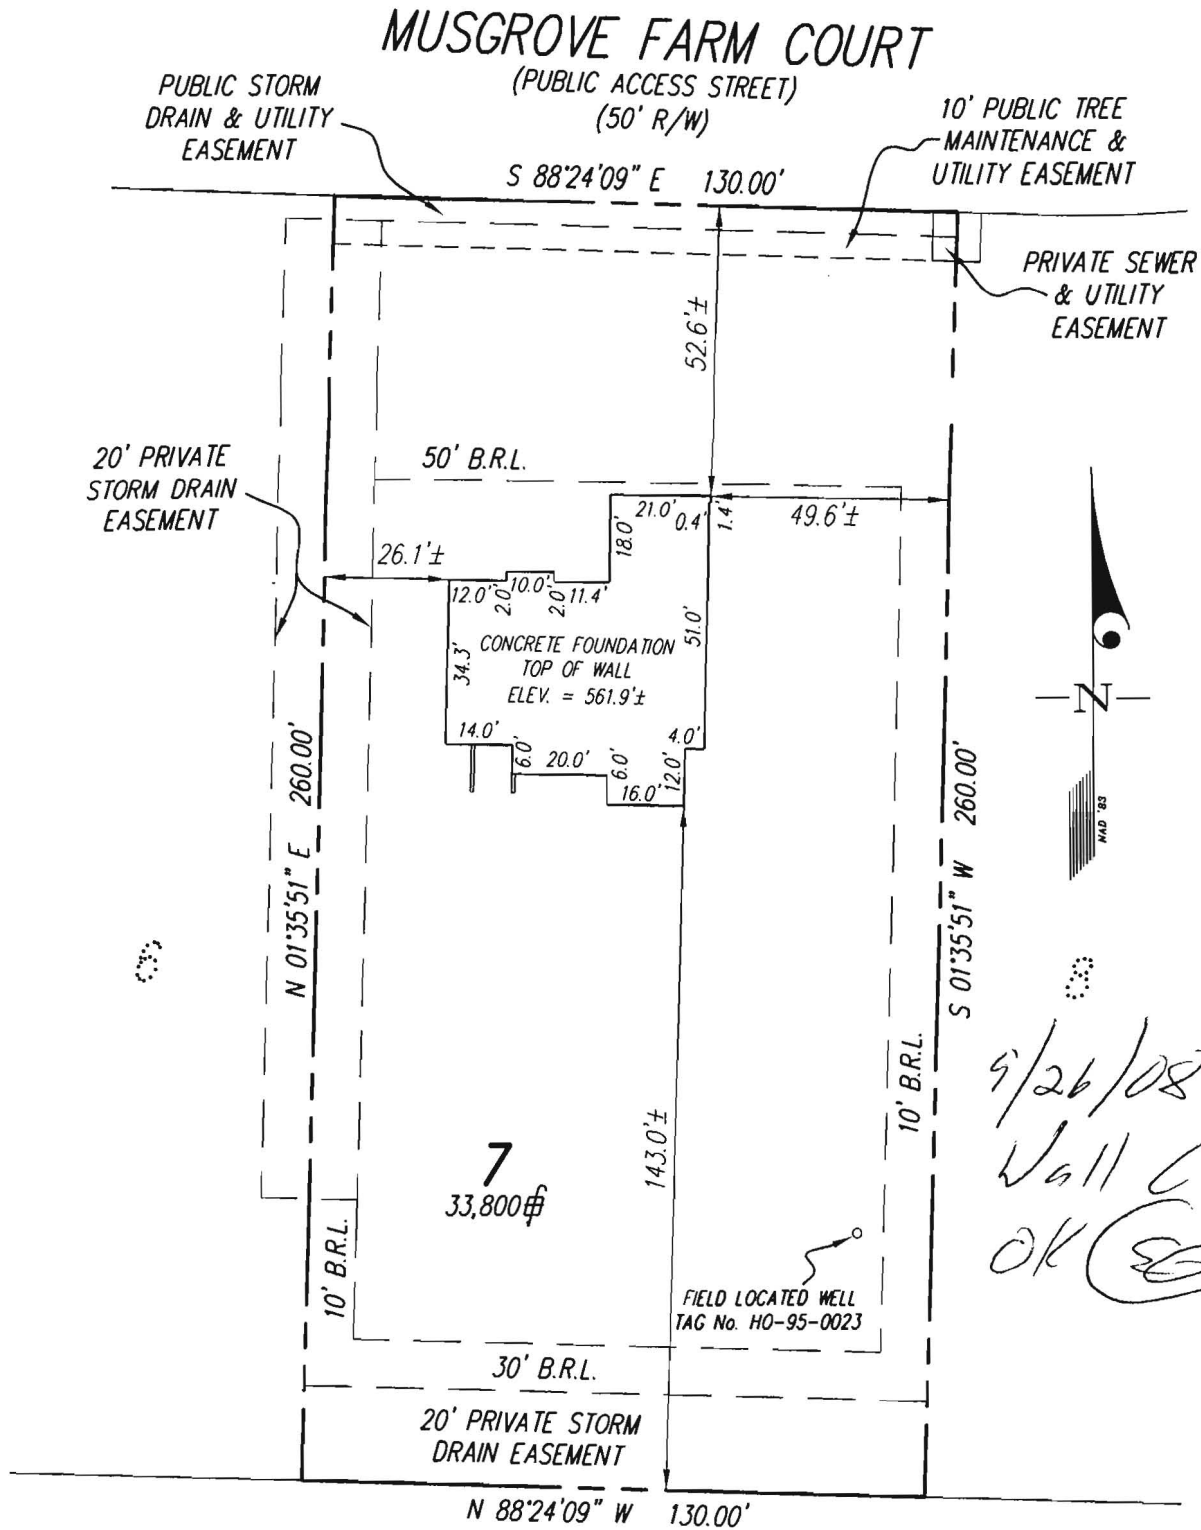 MUSGROVE FARM COURT
(PUBLIC ACCESS STREET)
(50' R/W)
PUBLIC STORM
DRAIN & UTILITY
EASEMENT
10' PUBLIC TREE
MAINTENANCE &
UTILITY EASEMENT
S 88°24'09" E 130.00'
PRIVATE SEWER
& UTILITY
EASEMENT
52.6'±
20' PRIVATE
STORM DRAIN
EASEMENT
50' B.R.L.
21.0'
0.4'
1.4'
49.6'±
18.0'
26.1'±
12.0'
2.0'
10.0'
2.0'
11.4'
51.0'
34.3'
CONCRETE FOUNDATION
TOP OF WALL
ELEV. = 561.9'±
14.0'
6.0'
20.0'
6.0'
16.0'
12.0'
4.0'
N
NAD '83
N 01°35'51" E 260.00'
S 01°35'51" W 260.00'
6
8
10' B.R.L.
143.0'±
/26/08
Wall
OK
7
33,800
10' B.R.L.
FIELD LOCATED WELL
TAG No. HO-95-0023
30' B.R.L.
20' PRIVATE STORM
DRAIN EASEMENT
N 88°24'09" W 130.00'